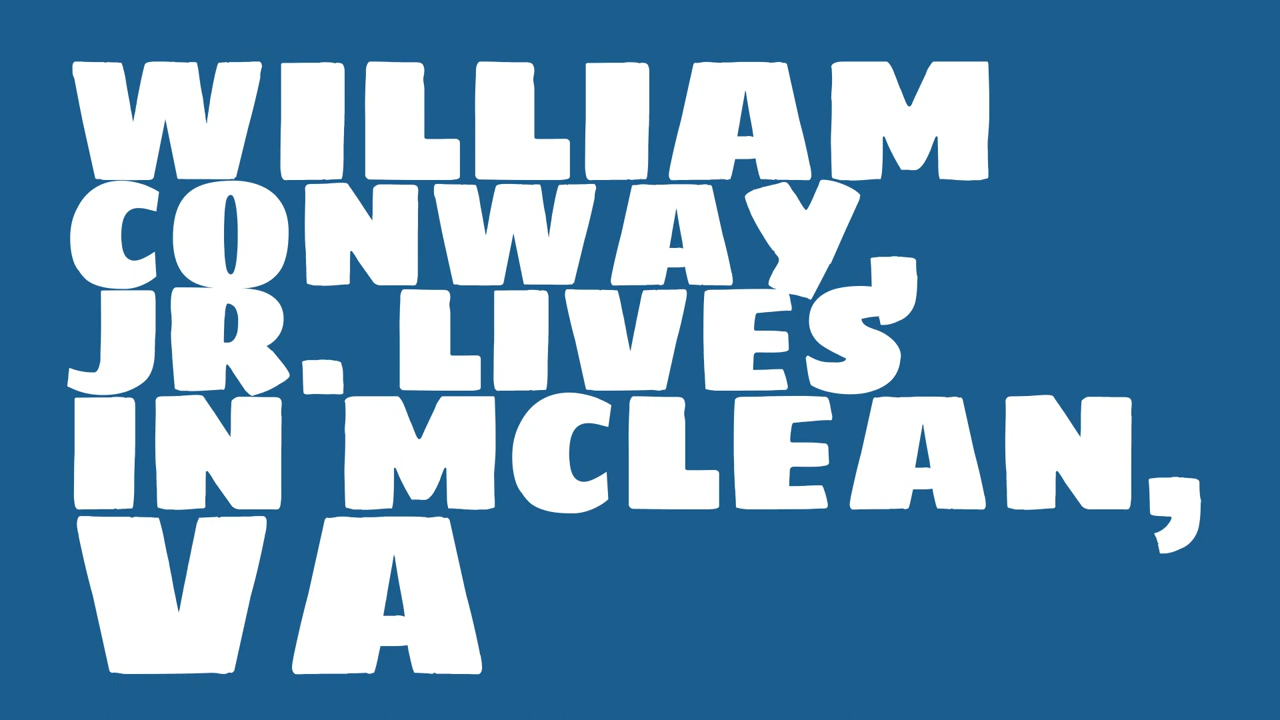 WILLIAM
CONWAY,
JR. LIVES
IN MCLEAN,
VA